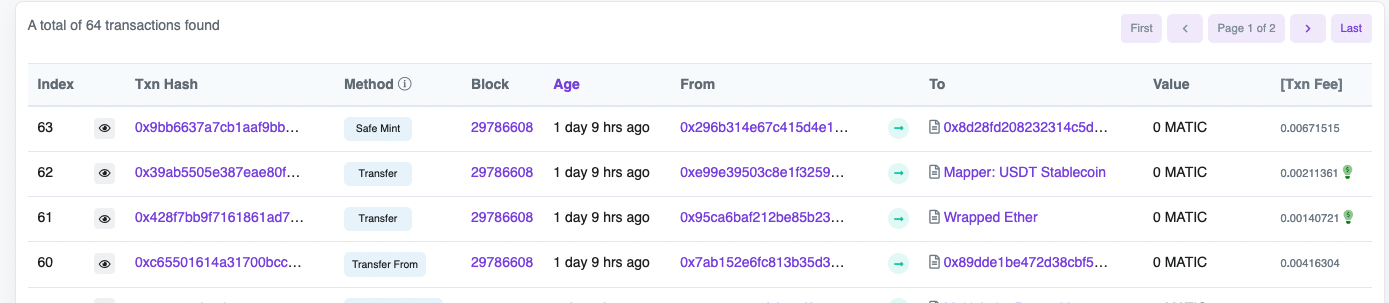 A total of 64 transactions found
First
Page 1 of 2
Last
Index Txn Hash Method Block Age From To Value [Txn Fee]
63 0x9bb6637a7cb1aaf9bb... Safe Mint 29786608 1 day 9 hrs ago 0x296b314e67c415d4e1... 0x8d28fd208232314c5d... 0 MATIC 0.00671515
62 0x39ab5505e387eae80f... Transfer 29786608 1 day 9 hrs ago 0xe99e39503c8e1f3259... Mapper: USDT Stablecoin 0 MATIC 0.00211361
61 0x428f7bb9f7161861ad7... Transfer 29786608 1 day 9 hrs ago 0x95ca6baf212be85b23... Wrapped Ether 0 MATIC 0.00140721
60 0xc65501614a31700bcc... Transfer From 29786608 1 day 9 hrs ago 0x7ab152e6fc813b35d3... 0x89dde1be472d38cbf5... 0 MATIC 0.00416304